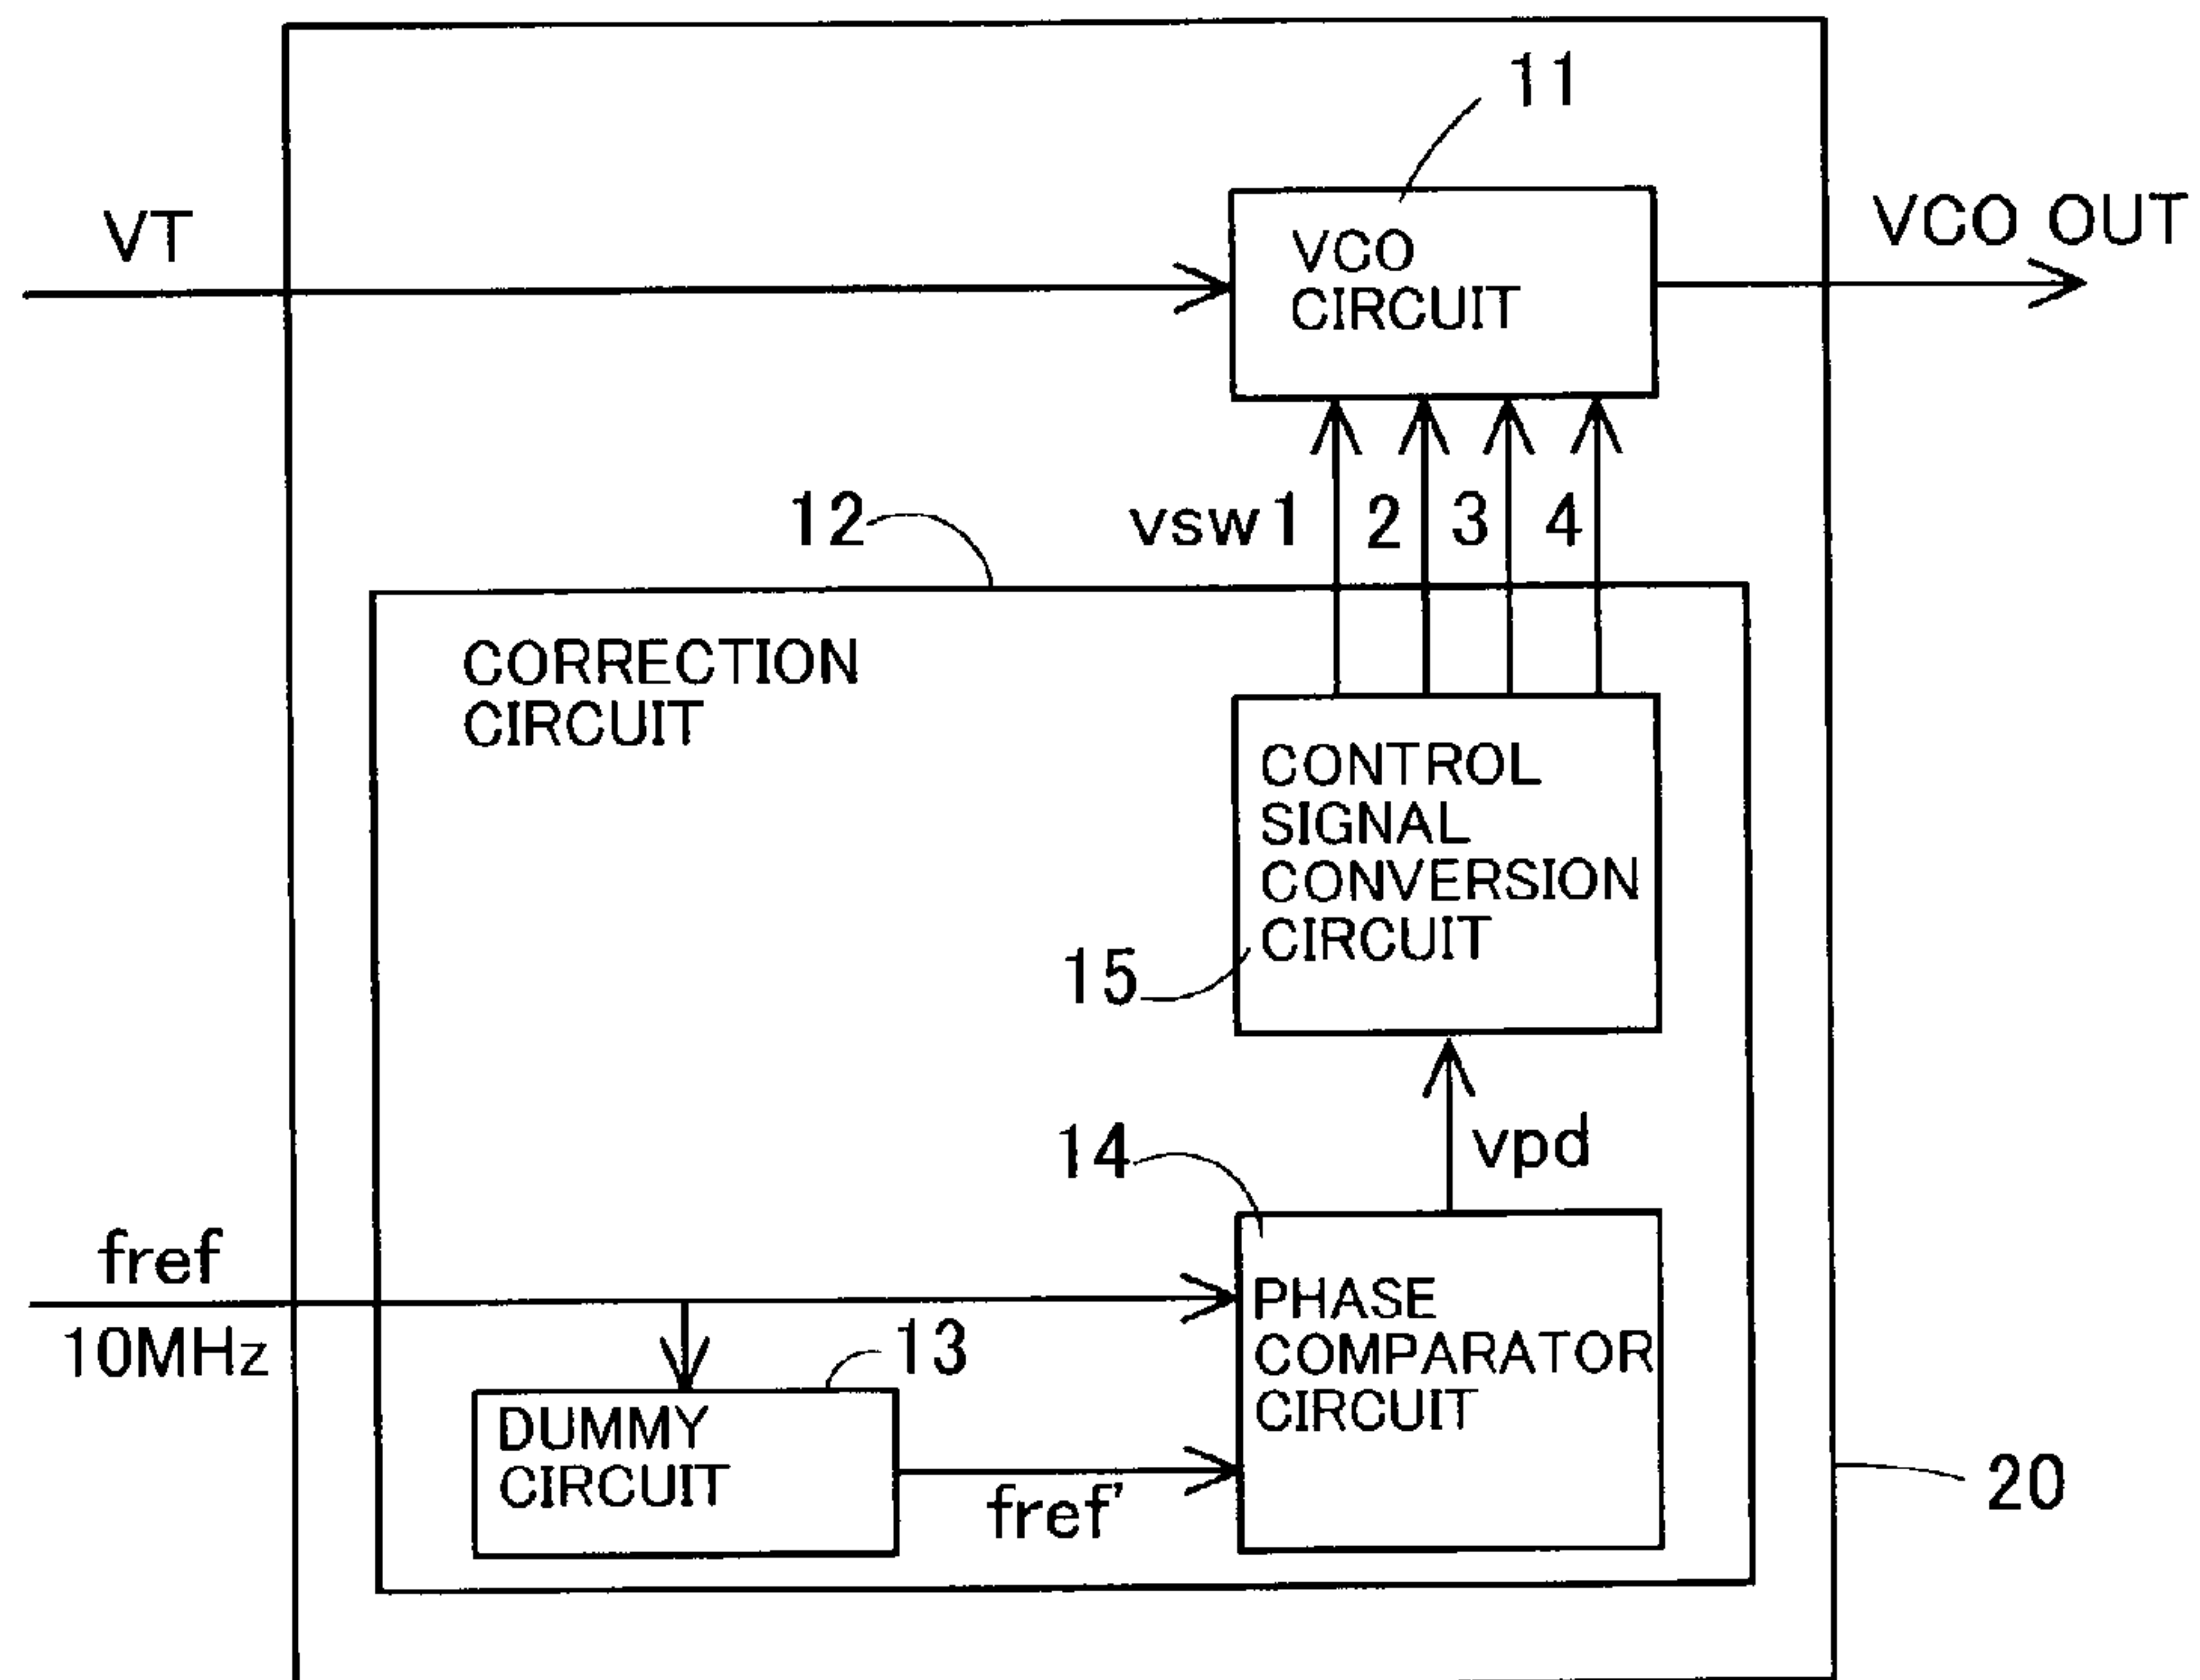 11
VT
VCO
CIRCUIT
VCO OUT
12
vsw1 2 3 4
CORRECTION
CIRCUIT
CONTROL
SIGNAL
CONVERSION
CIRCUIT
15
14
vpd
fref
10MHz
13
PHASE
COMPARATOR
CIRCUIT
DUMMY
CIRCUIT
fref'
20